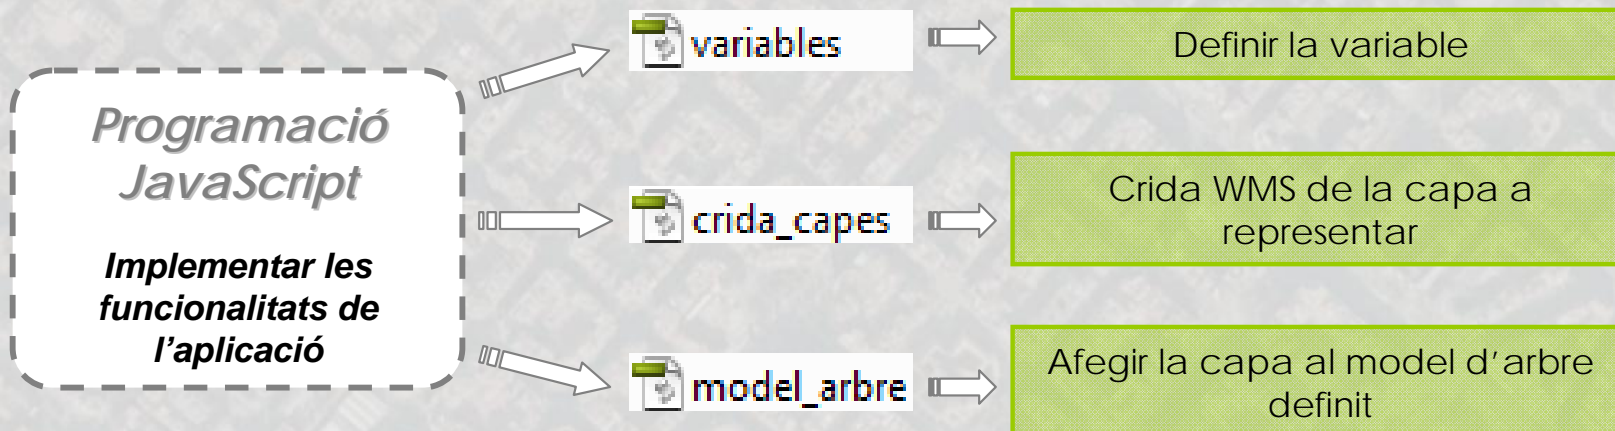 Programació
JavaScript
Implementar les
funcionalitats de
l’aplicació
variables
Definir la variable
crida_capes
Crida WMS de la capa a
representar
model_arbre
Afegir la capa al model d’arbre
definit